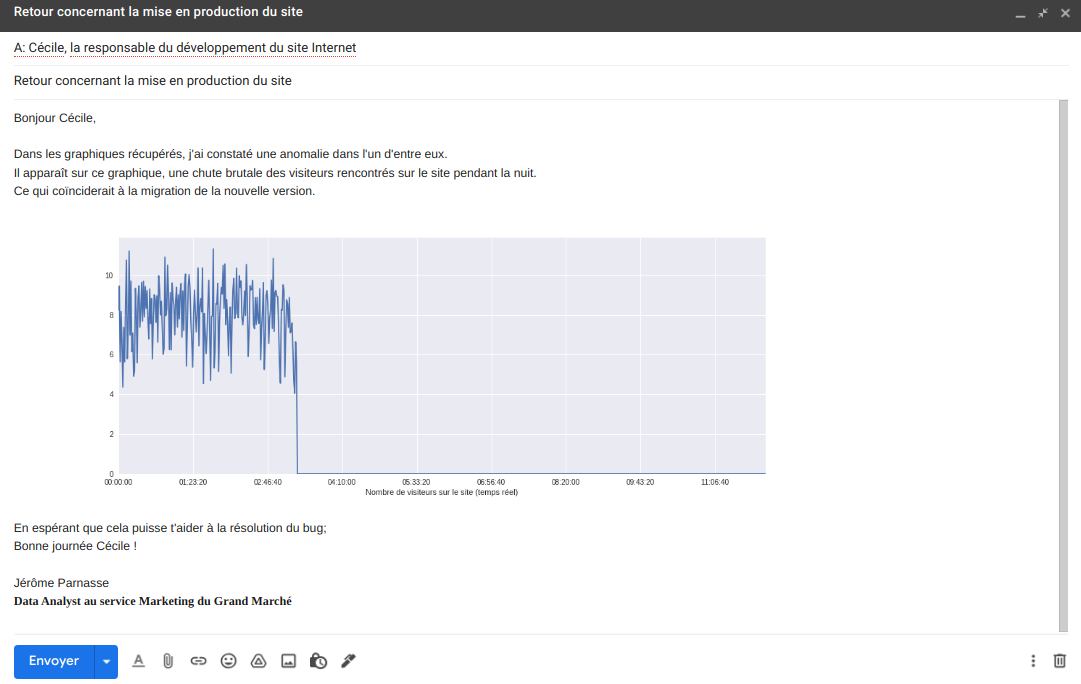 Retour concernant la mise en production du site
A: Cécile, la responsable du développement du site Internet
Retour concernant la mise en production du site
Bonjour Cécile,
Dans les graphiques récupérés, j'ai constaté une anomalie dans l'un d'entre eux.
Il apparaît sur ce graphique, une chute brutale des visiteurs rencontrés sur le site pendant la nuit.
Ce qui coïnciderait à la migration de la nouvelle version.
10
8
6
4
2
0
00:00:00 01:23:20 02:46:40 04:10:00 05:33:20 06:56:40 08:20:00 09:43:20 11:06:40
Nombre de visiteurs sur le site (temps réel)
En espérant que cela puisse t'aider à la résolution du bug;
Bonne journée Cécile !
Jérôme Parnasse
Data Analyst au service Marketing du Grand Marché
Envoyer